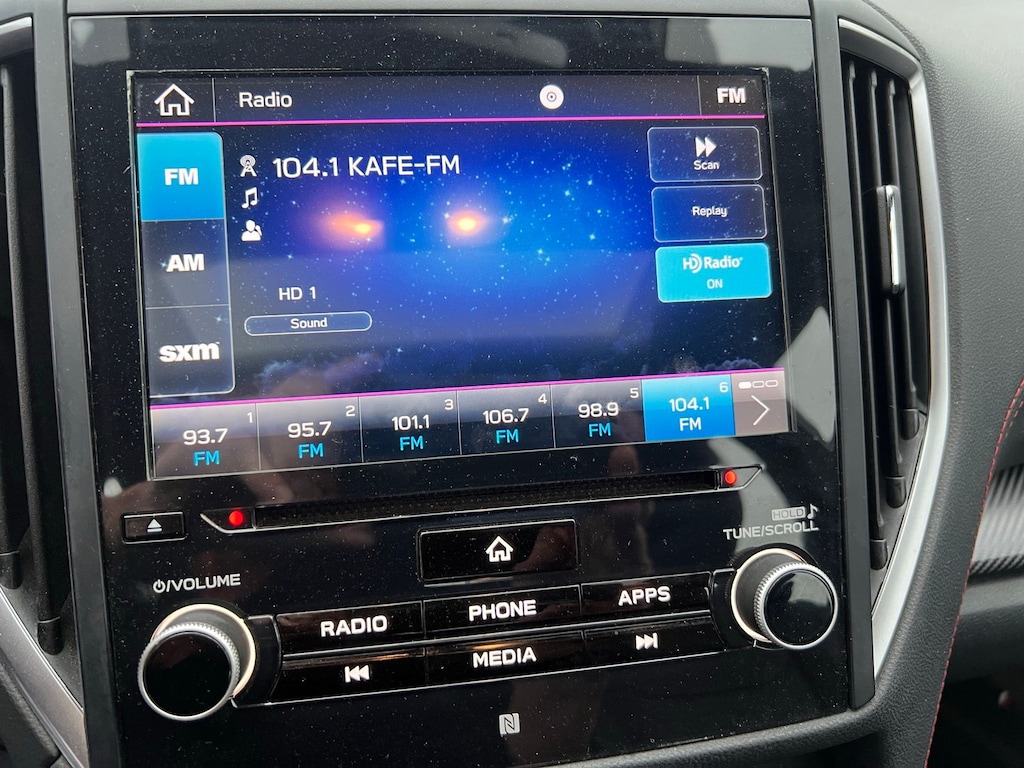 Radio
FM
FM
AM
sxm
104.1 KAFE-FM
Scan
Replay
HD Radio
ON
HD 1
Sound
1
93.7
FM
2
95.7
FM
3
101.1
FM
4
106.7
FM
5
98.9
FM
6
104.1
FM
HOLD
TUNE/SCROLL
/VOLUME
RADIO
PHONE
APPS
MEDIA
N